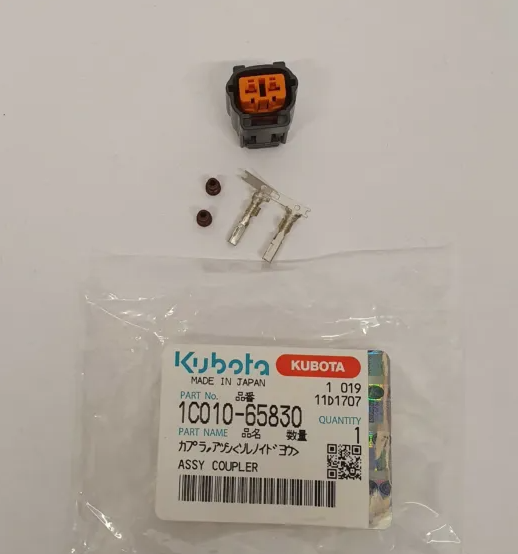 Kubota KUBOTA
MADE IN JAPAN 1 019
PART No. 品番 11D1707
1C010-65830 QUANTITY
PART NAME 品名 数量 1
カプラ,アツシ<ソレノイドヨウ>
ASSY COUPLER